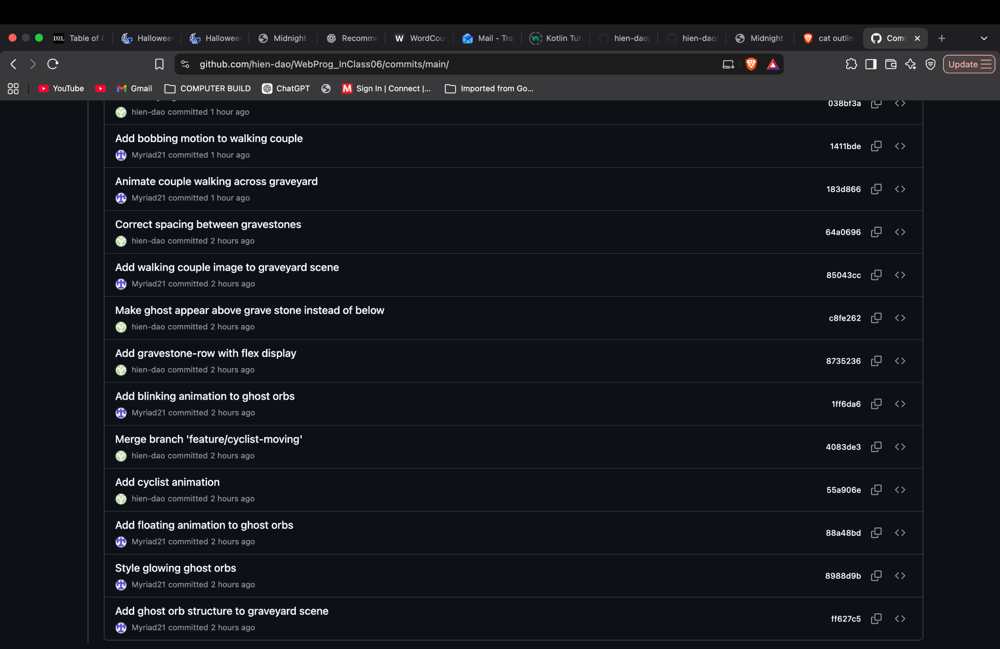 D2L Table of C
Hallowee
Hallowee
Midnight
Recomme
W WordCou
Mail - Tra
Kotlin Tut
hien-dao/
hien-dao/
Midnight
cat outlin
Com
Update
github.com/hien-dao/WebProg_InClass06/commits/main/
YouTube
Gmail
COMPUTER BUILD
ChatGPT
Sign In | Connect |...
Imported from Go...
038bf3a
hien-dao committed 1 hour ago
Add bobbing motion to walking couple
1411bde
Myriad21 committed 1 hour ago
Animate couple walking across graveyard
183d866
Myriad21 committed 1 hour ago
Correct spacing between gravestones
64a0696
hien-dao committed 2 hours ago
Add walking couple image to graveyard scene
85043cc
Myriad21 committed 2 hours ago
Make ghost appear above grave stone instead of below
c8fe262
hien-dao committed 2 hours ago
Add gravestone-row with flex display
8735236
hien-dao committed 2 hours ago
Add blinking animation to ghost orbs
1ff6da6
Myriad21 committed 2 hours ago
Merge branch 'feature/cyclist-moving'
4083de3
hien-dao committed 2 hours ago
Add cyclist animation
55a906e
hien-dao committed 2 hours ago
Add floating animation to ghost orbs
88a48bd
Myriad21 committed 2 hours ago
Style glowing ghost orbs
8988d9b
Myriad21 committed 2 hours ago
Add ghost orb structure to graveyard scene
ff627c5
Myriad21 committed 2 hours ago